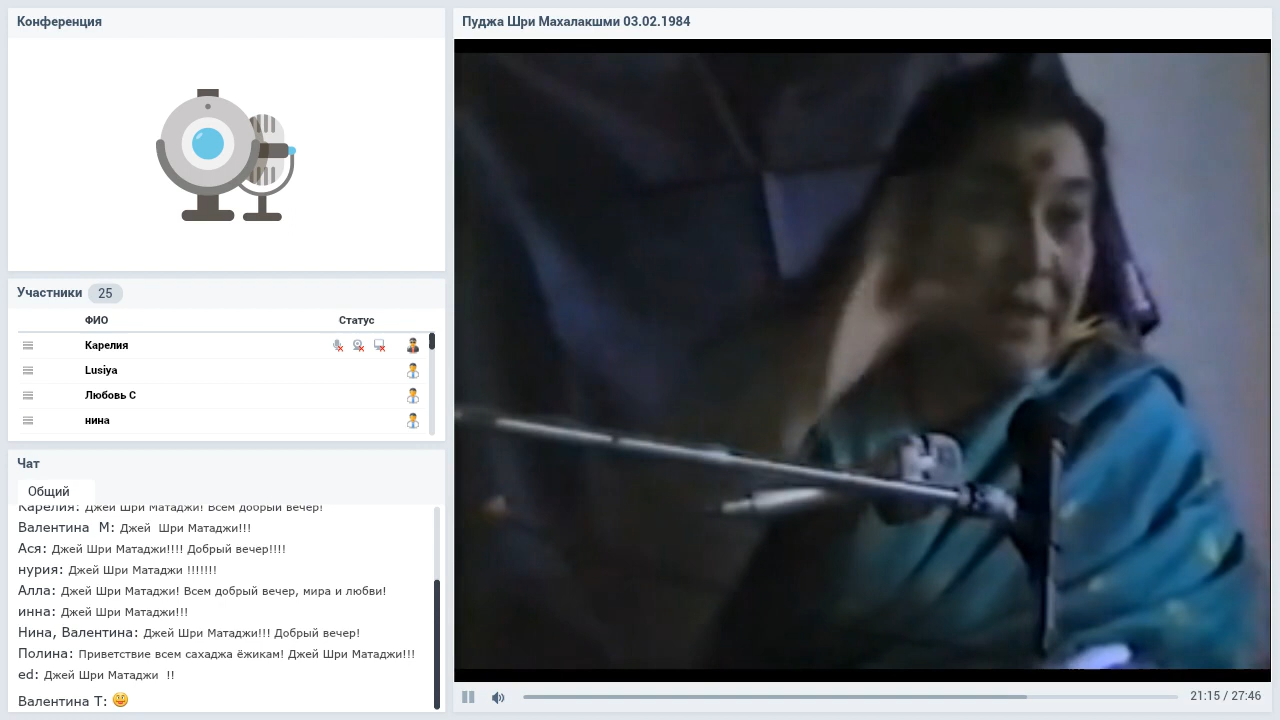 Конференция
Участники 25
ФИО Статус
Карелия
Lusiya
Любовь С
нина
Чат
Общий
Карелия: Джей Шри Матаджи! Всем добрый вечер!
Валентина М: Джей Шри Матаджи!!!
Ася: Джей Шри Матаджи!!!! Добрый вечер!!!!
нурия: Джей Шри Матаджи !!!!!!!
Алла: Джей Шри Матаджи! Всем добрый вечер, мира и любви!
инна: Джей Шри Матаджи!!!
Нина, Валентина: Джей Шри Матаджи!!! Добрый вечер!
Полина: Приветствие всем сахаджа ёжикам! Джей Шри Матаджи!!!
ed: Джей Шри Матаджи !!
Валентина Т:
Пуджа Шри Махалакшми 03.02.1984
21:15 / 27:46